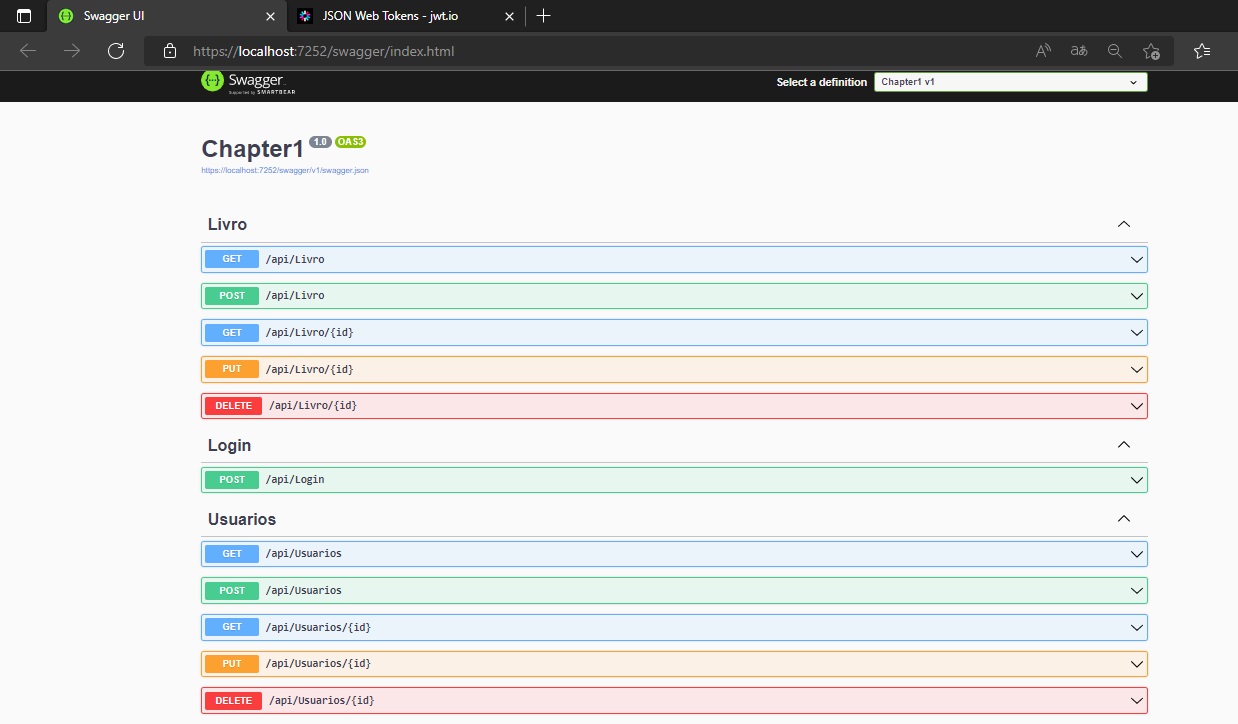 Swagger UI
JSON Web Tokens - jwt.io
https://localhost:7252/swagger/index.html
Swagger
Supported by SMARTBEAR
Select a definition
Chapter1 v1
Chapter1 1.0 OAS3
https://localhost:7252/swagger/v1/swagger.json
Livro
GET /api/Livro
POST /api/Livro
GET /api/Livro/{id}
PUT /api/Livro/{id}
DELETE /api/Livro/{id}
Login
POST /api/Login
Usuarios
GET /api/Usuarios
POST /api/Usuarios
GET /api/Usuarios/{id}
PUT /api/Usuarios/{id}
DELETE /api/Usuarios/{id}